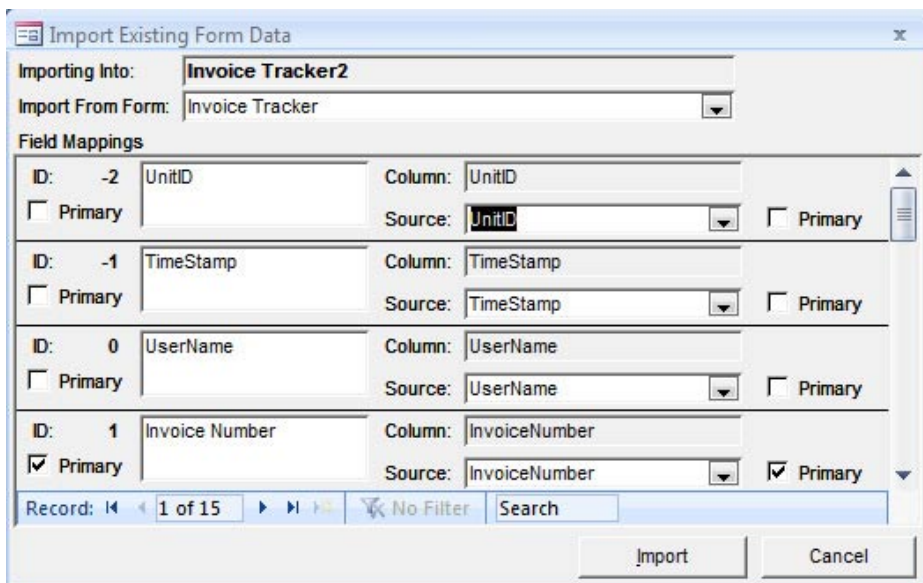 Import Existing Form Data x
Importing Into: Invoice Tracker2
Import From Form: Invoice Tracker
Field Mappings
ID: -2 UnitID Column: UnitID
Primary Source: UnitID Primary
ID: -1 TimeStamp Column: TimeStamp
Primary Source: TimeStamp Primary
ID: 0 UserName Column: UserName
Primary Source: UserName Primary
ID: 1 Invoice Number Column: InvoiceNumber
Primary Source: InvoiceNumber Primary
Record: 1 of 15 No Filter Search
Import Cancel